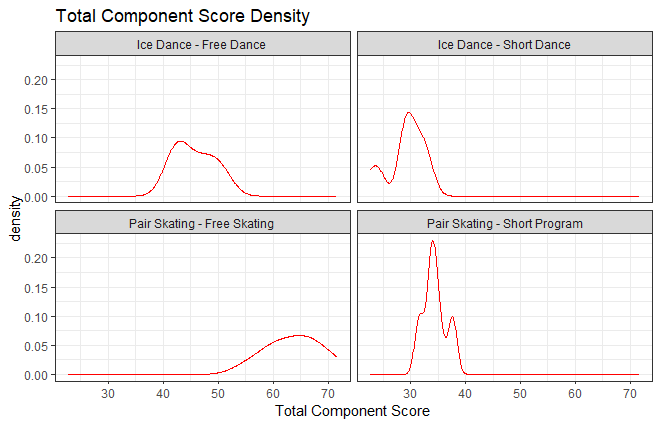 Total Component Score Density
Ice Dance - Free Dance
Ice Dance - Short Dance
0.20
0.15
0.10
0.05
0.00
density
Pair Skating - Free Skating
Pair Skating - Short Program
0.20
0.15
0.10
0.05
0.00
30 40 50 60 70
30 40 50 60 70
Total Component Score